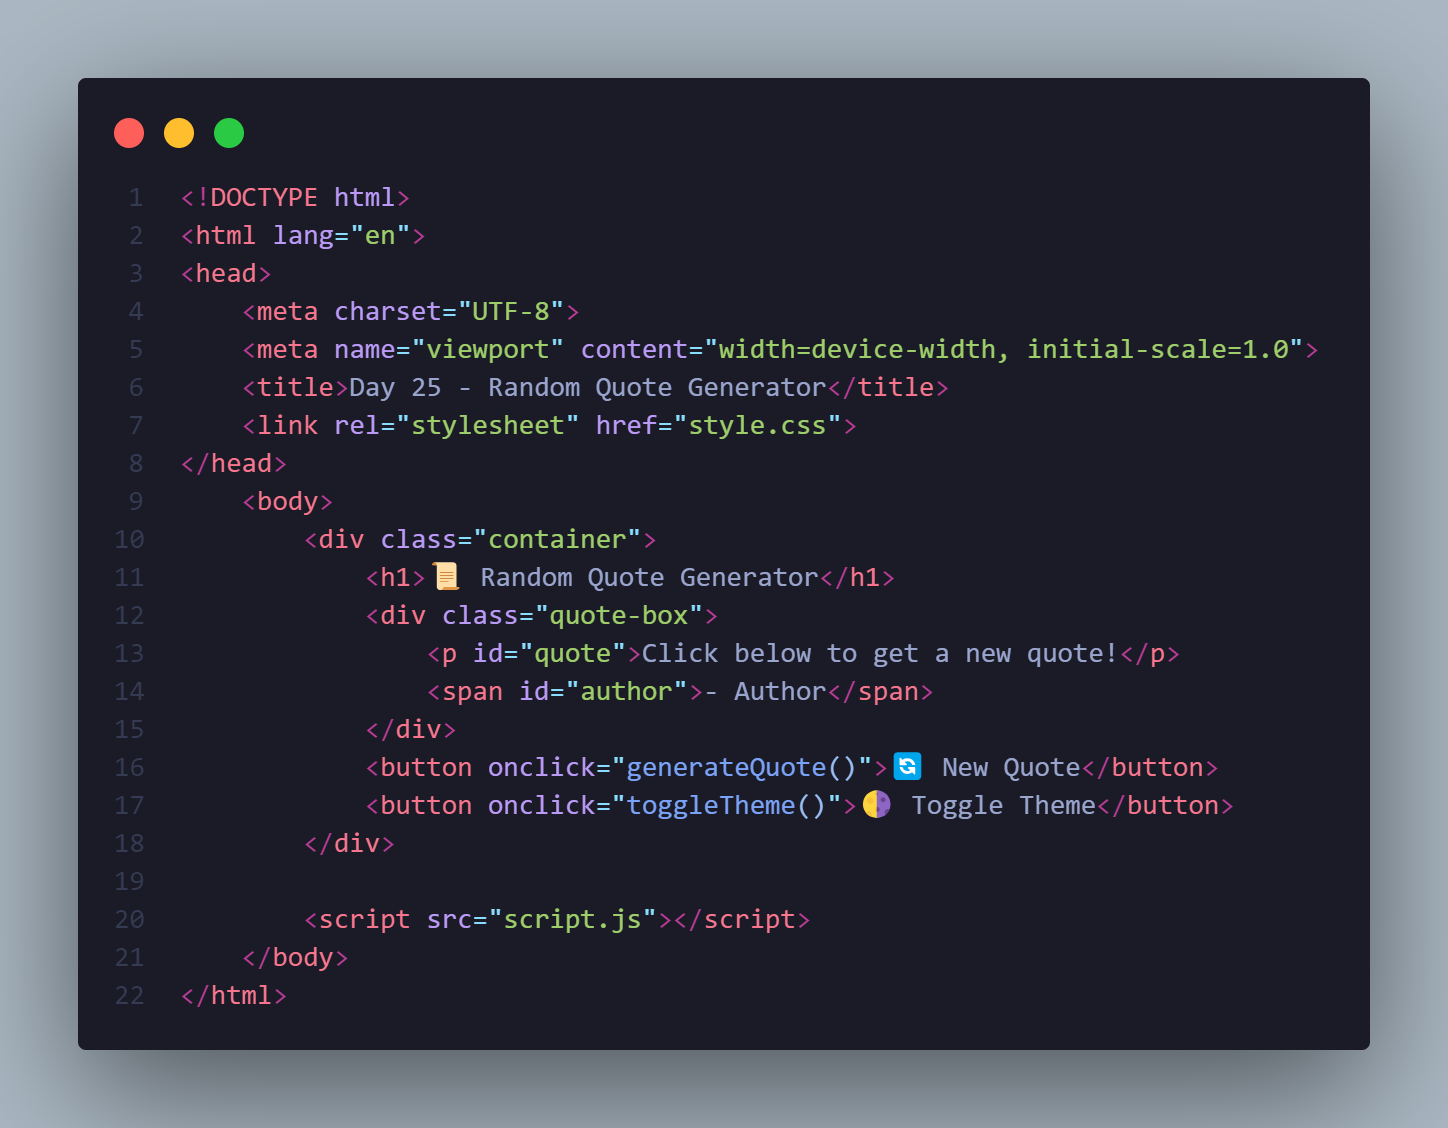 1 <!DOCTYPE html>
2 <html lang="en">
3 <head>
4     <meta charset="UTF-8">
5     <meta name="viewport" content="width=device-width, initial-scale=1.0">
6     <title>Day 25 - Random Quote Generator</title>
7     <link rel="stylesheet" href="style.css">
8 </head>
9     <body>
10         <div class="container">
11             <h1>📜 Random Quote Generator</h1>
12             <div class="quote-box">
13                 <p id="quote">Click below to get a new quote!</p>
14                 <span id="author">- Author</span>
15             </div>
16             <button onclick="generateQuote()">🔄 New Quote</button>
17             <button onclick="toggleTheme()">🌓 Toggle Theme</button>
18         </div>
19
20         <script src="script.js"></script>
21     </body>
22 </html>